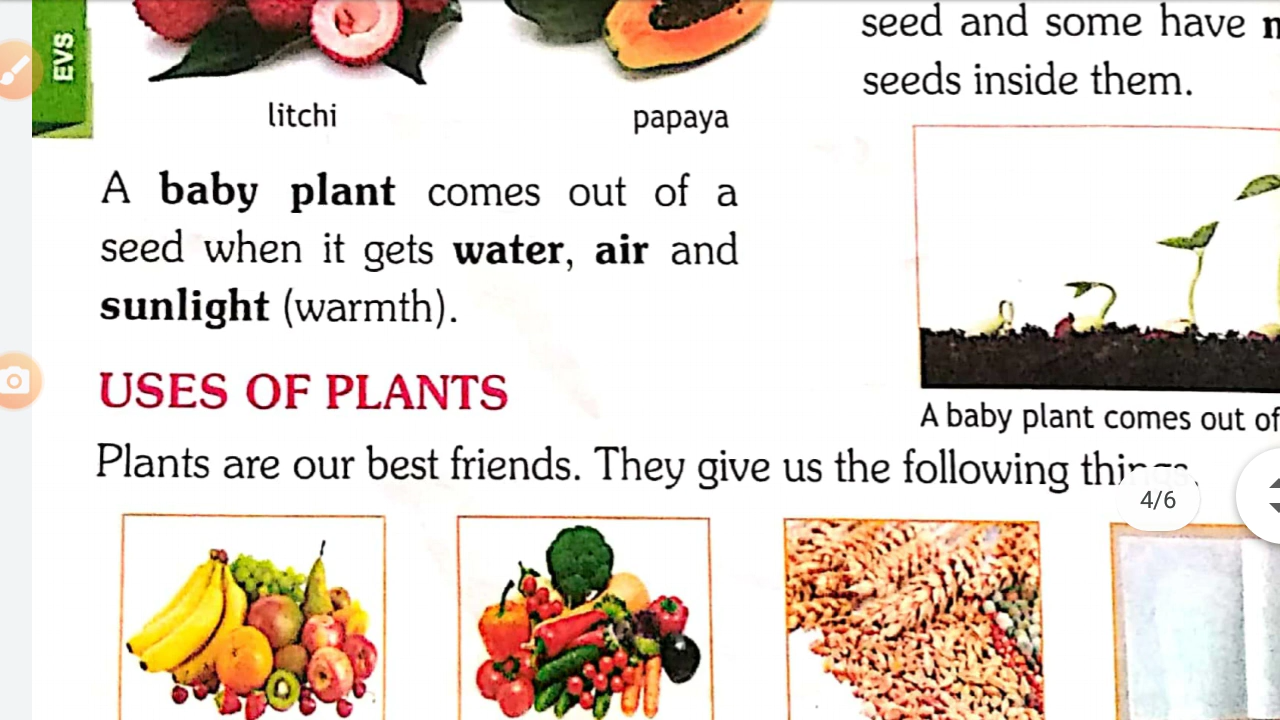 EVS
litchi
papaya
A baby plant comes out of a
seed when it gets water, air and
sunlight (warmth).
seed and some have
seeds inside them.
A baby plant comes out of
USES OF PLANTS
Plants are our best friends. They give us the following things.
4/6